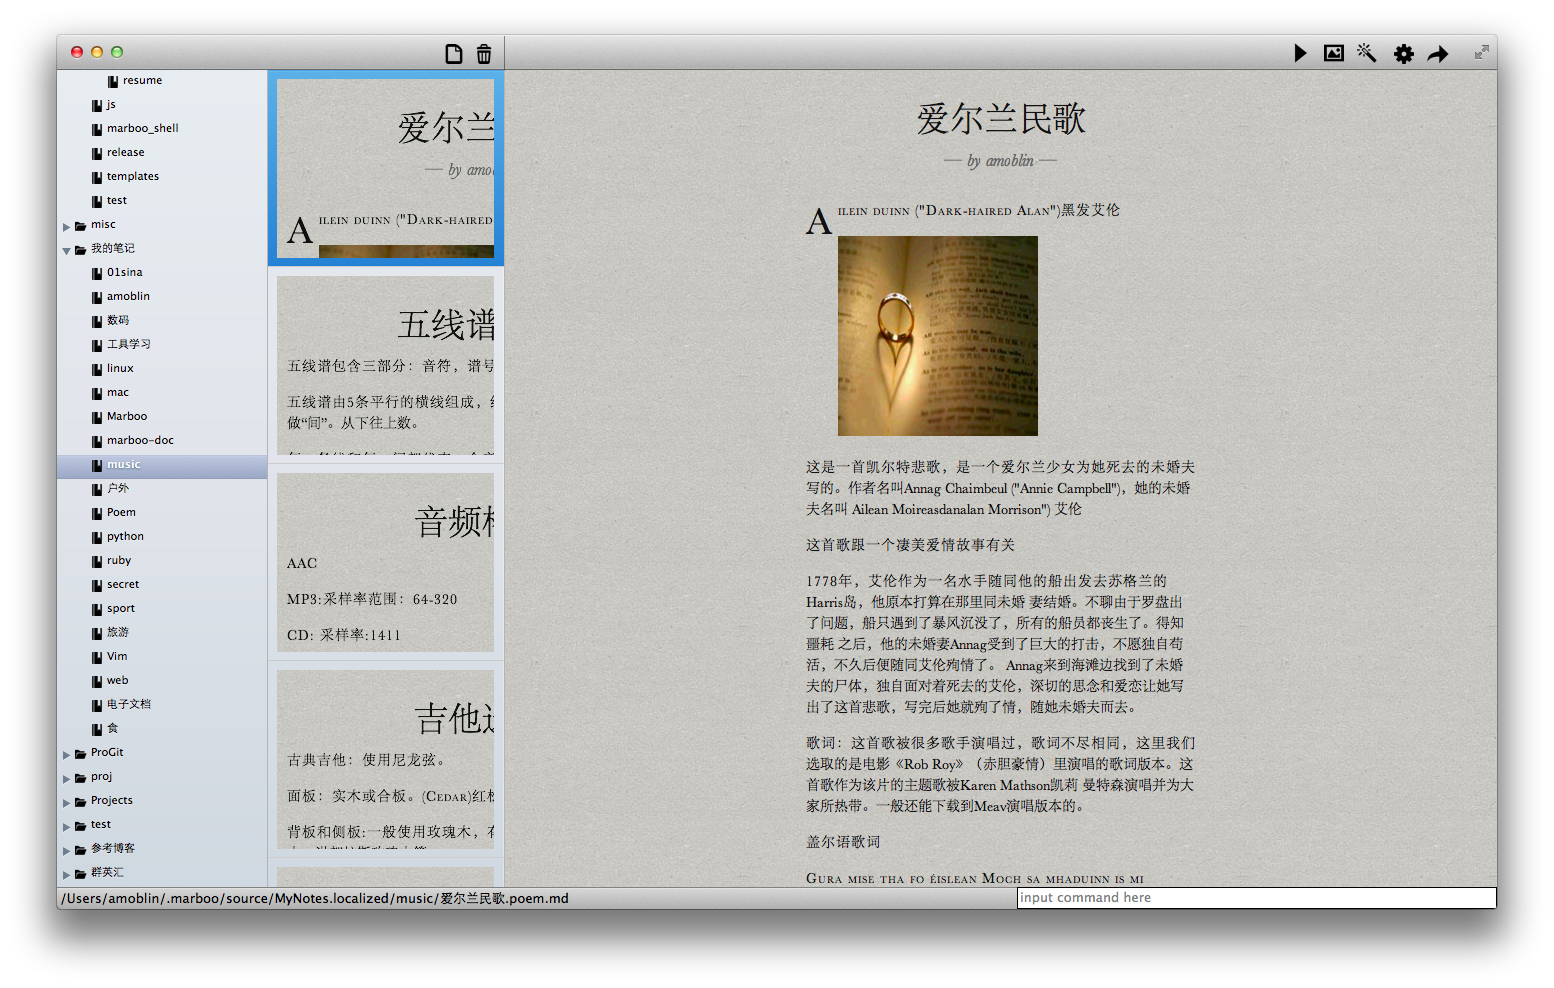 resume
js
marboo_shell
release
templates
test
misc
我的笔记
01sina
amoblin
数码
工具学习
linux
mac
Marboo
marboo-doc
music
户外
Poem
python
ruby
secret
sport
旅游
Vim
web
电子文档
食
ProGit
proj
Projects
test
参考博客
群英汇
爱尔兰
— by amo
AILEIN DUINN ("DARK-HAIRED
五线谱
五线谱包含三部分：音符，谱号
五线谱由5条平行的横线组成，
做“间”。从下往上数。
音频
AAC
MP3:采样率范围：64-320
CD: 采样率:1411
吉他
古典吉他：使用尼龙弦。
面板：实木或合板。(CEDAR)红
背板和侧板:一般使用玫瑰木，
爱尔兰民歌
— by amoblin —
AILEIN DUINN ("DARK-HAIRED ALAN")黑发艾伦
这是一首凯尔特悲歌，是一个爱尔兰少女为她死去的未婚夫
写的。作者名叫Annag Chaimbeul ("Annie Campbell")，她的未婚
夫名叫 Ailean Moireasdanalan Morrison") 艾伦
这首歌跟一个凄美爱情故事有关
1778年，艾伦作为一名水手随同他的船出发去苏格兰的
Harris岛，他原本打算在那里同未婚 妻结婚。不聊由于罗盘出
了问题，船只遇到了暴风沉没了，所有的船员都丧生了。得知
噩耗 之后，他的未婚妻Annag受到了巨大的打击，不愿独自苟
活，不久后便随同艾伦殉情了。 Annag来到海滩边找到了未婚
夫的尸体，独自面对着死去的艾伦，深切的思念和爱恋让她写
出了这首悲歌，写完后她就殉了情，随她未婚夫而去。
歌词：这首歌被很多歌手演唱过，歌词不尽相同，这里我们
选取的是电影《Rob Roy》（赤胆豪情）里演唱的歌词版本。这
首歌作为该片的主题歌被Karen Mathson凯莉 曼特森演唱并为大
家所热带。一般还能下载到Meav演唱版本的。
盖尔语歌词
GURA MISE THA FO ÉISLEAN MOCH SA MHADUINN IS MI
/Users/amoblin/.marboo/source/MyNotes.localized/music/爱尔兰民歌.poem.md
input command here